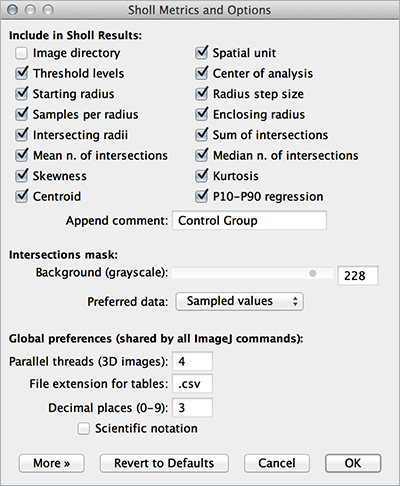 Sholl Metrics and Options
Include in Sholl Results:
Image directory Spatial unit
Threshold levels Center of analysis
Starting radius Radius step size
Samples per radius Enclosing radius
Intersecting radii Sum of intersections
Mean n. of intersections Median n. of intersections
Skewness Kurtosis
Centroid P10–P90 regression
Append comment: Control Group
Intersections mask:
Background (grayscale): 228
Preferred data: Sampled values
Global preferences (shared by all ImageJ commands):
Parallel threads (3D images): 4
File extension for tables: .csv
Decimal places (0–9): 3
Scientific notation
More » Revert to Defaults Cancel OK